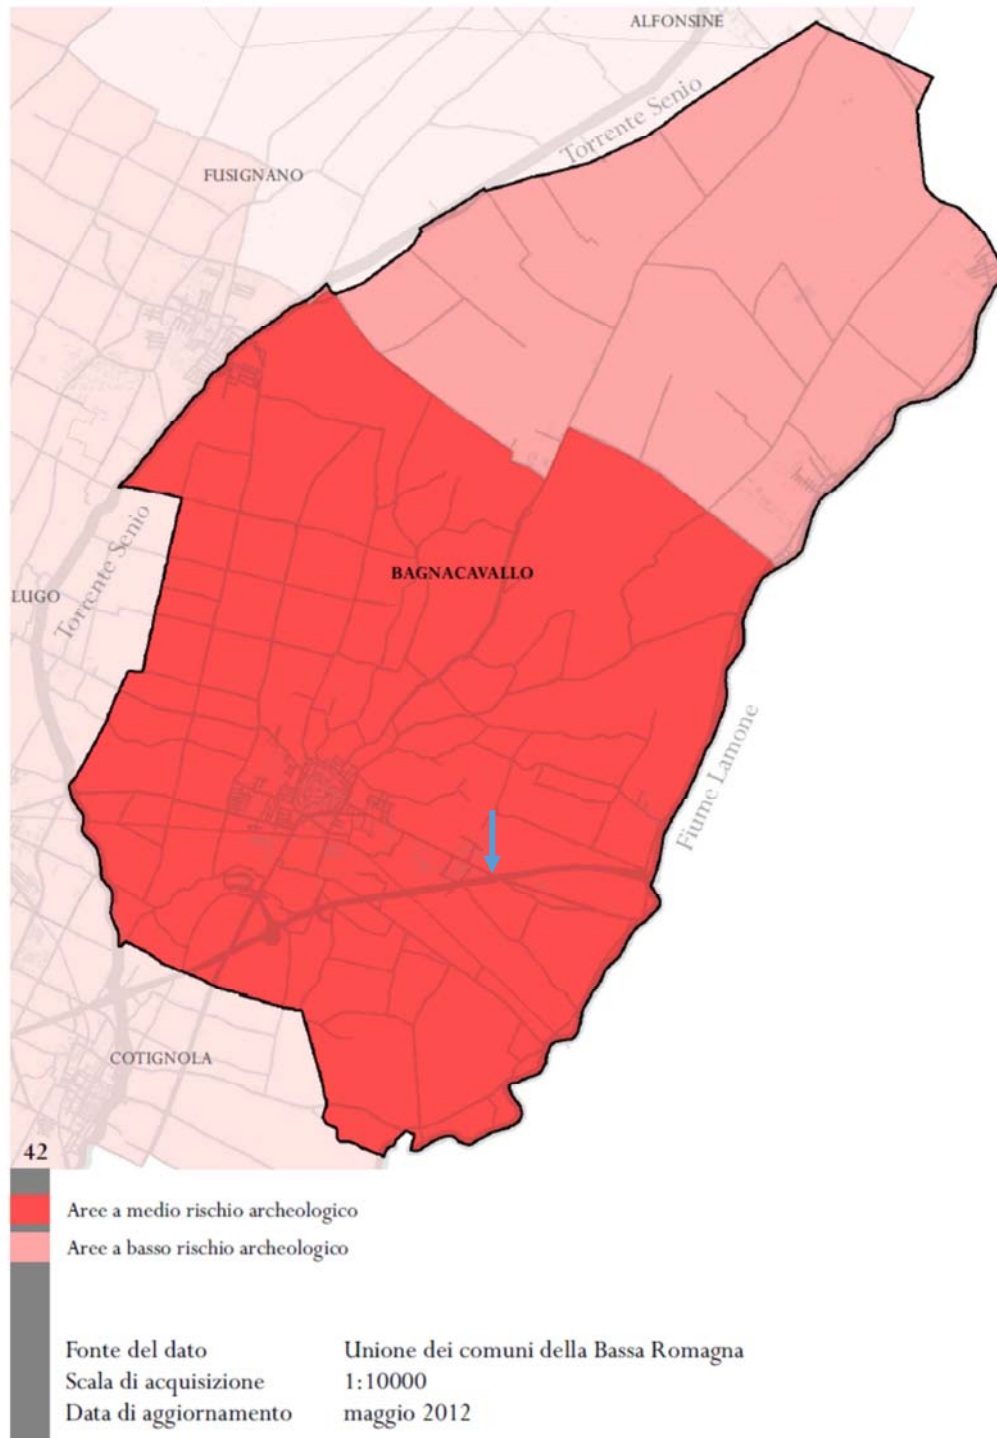 ALFONSINE
Torrente Senio
FUSIGNANO
Torrente Senio
BAGNACAVALLO
LUGO
Fiume Lamone
COTIGNOLA
42
Aree a medio rischio archeologico
Aree a basso rischio archeologico
Fonte del dato Unione dei comuni della Bassa Romagna
Scala di acquisizione 1:10000
Data di aggiornamento maggio 2012